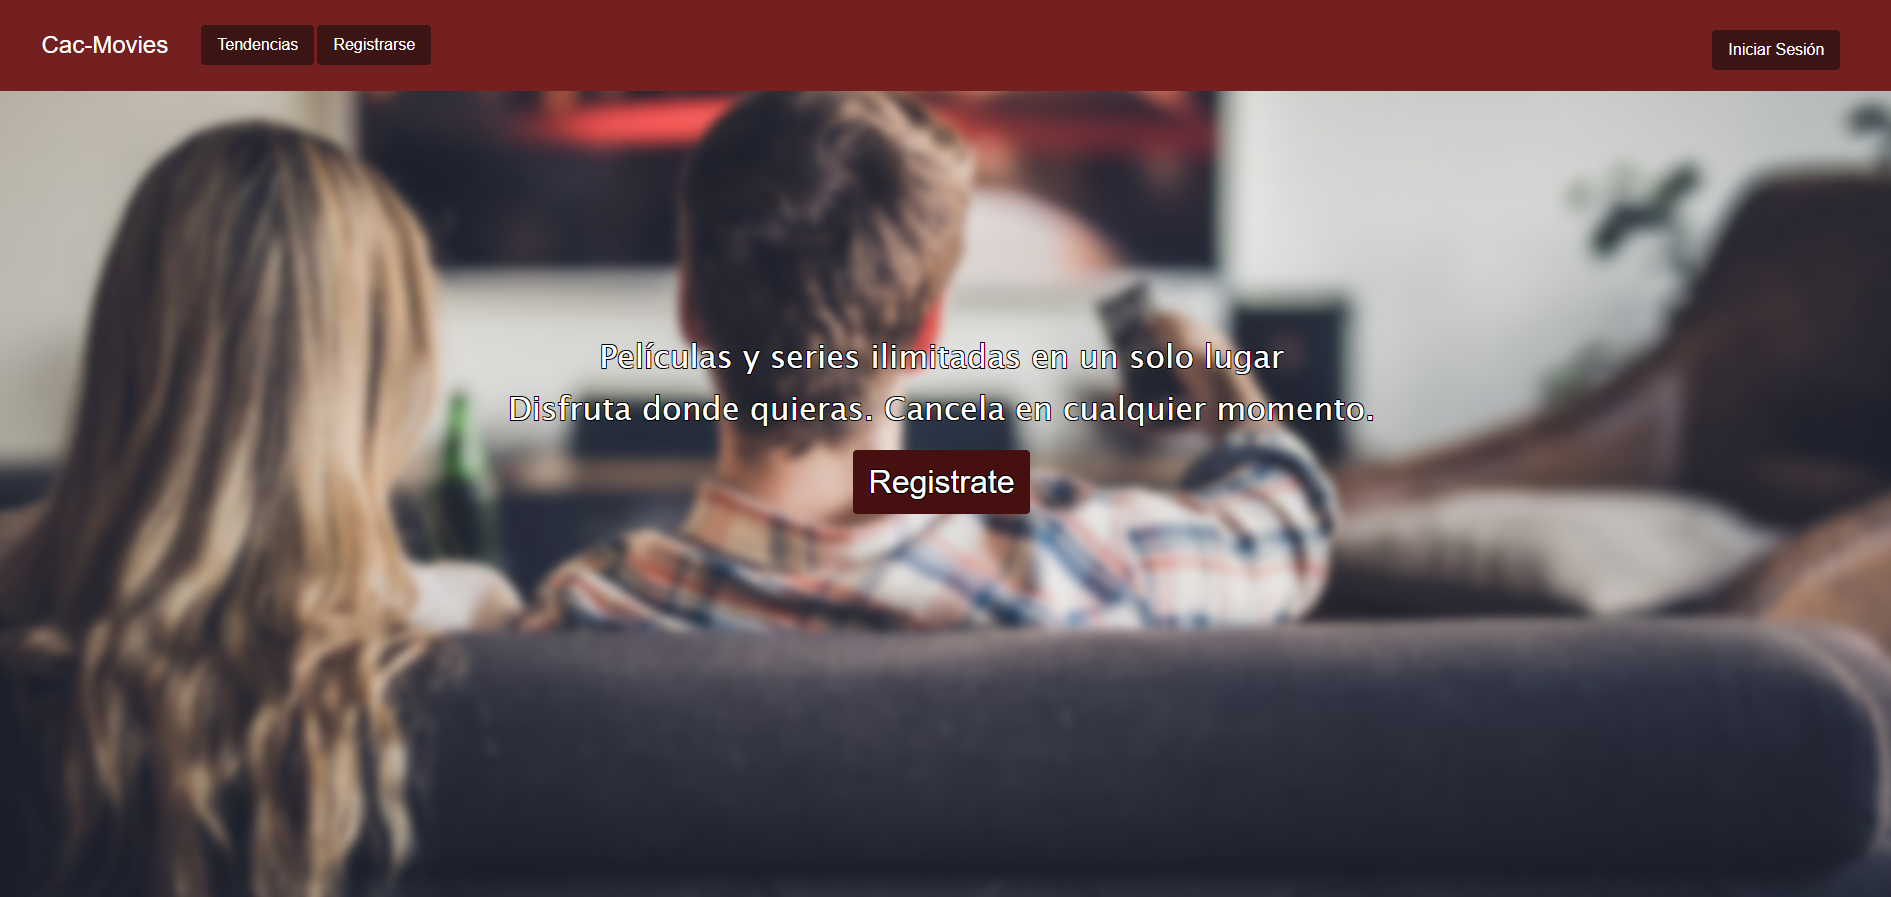 Cac-Movies
Tendencias
Registrarse
Iniciar Sesión
Películas y series ilimitadas en un solo lugar
Disfruta donde quieras. Cancela en cualquier momento.
Registrate